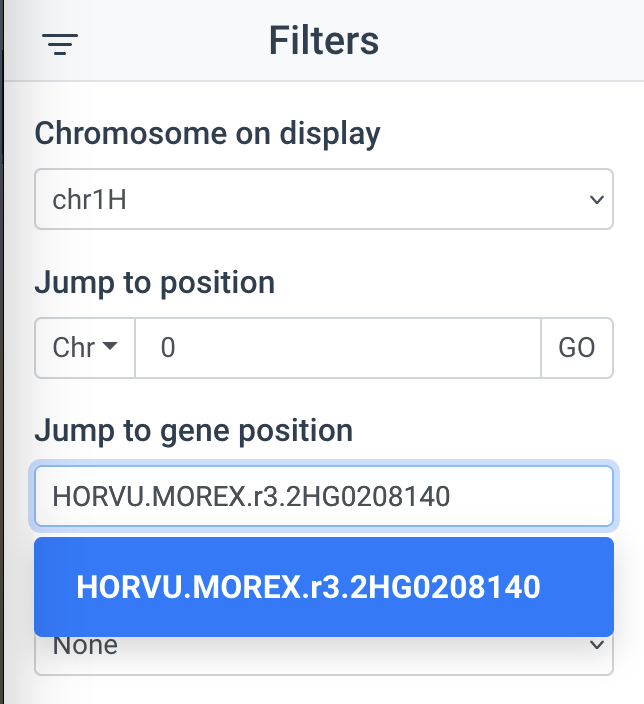 Filters
Chromosome on display
chr1H
Jump to position
Chr 0 GO
Jump to gene position
HORVU.MOREX.r3.2HG0208140
HORVU.MOREX.r3.2HG0208140
None